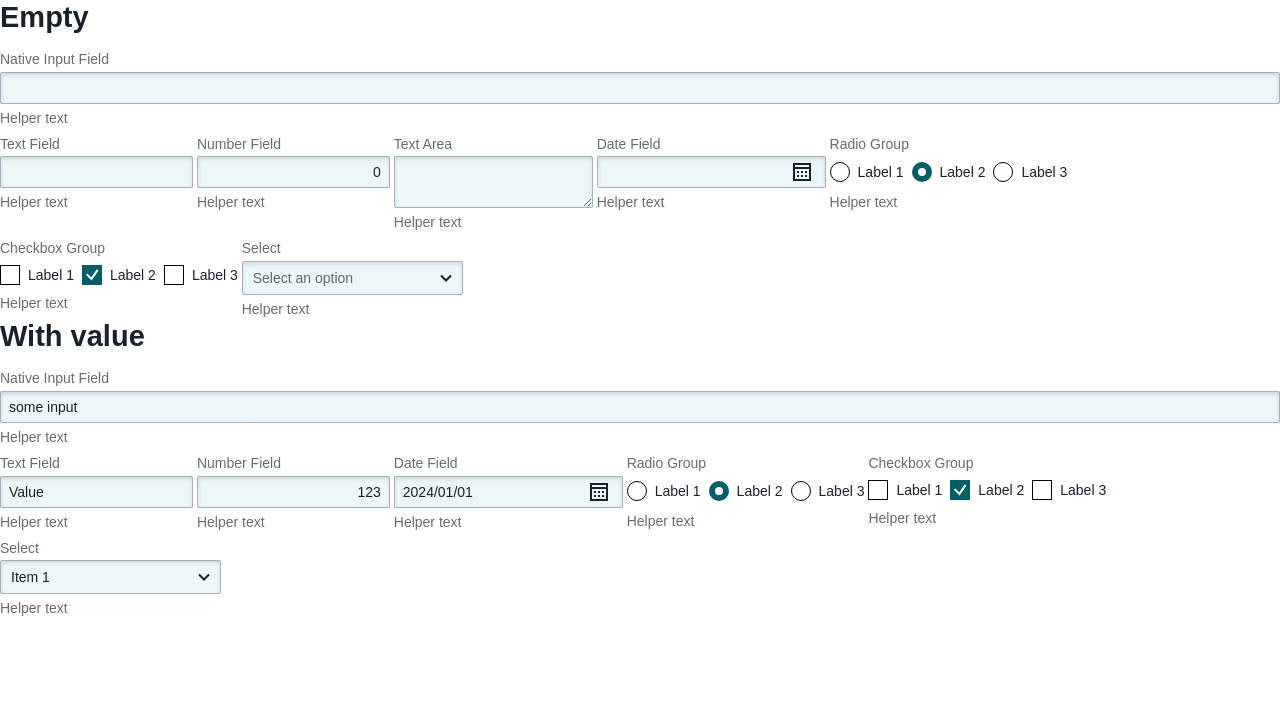 Empty
Native Input Field
Helper text
Text Field Number Field Text Area Date Field Radio Group
0 Label 1 Label 2 Label 3
Helper text Helper text Helper text Helper text Helper text
Checkbox Group Select
Label 1 Label 2 Label 3 Select an option
Helper text Helper text
With value
Native Input Field
some input
Helper text
Text Field Number Field Date Field Radio Group Checkbox Group
Value 123 2024/01/01 Label 1 Label 2 Label 3 Label 1 Label 2 Label 3
Helper text Helper text Helper text Helper text Helper text
Select
Item 1
Helper text